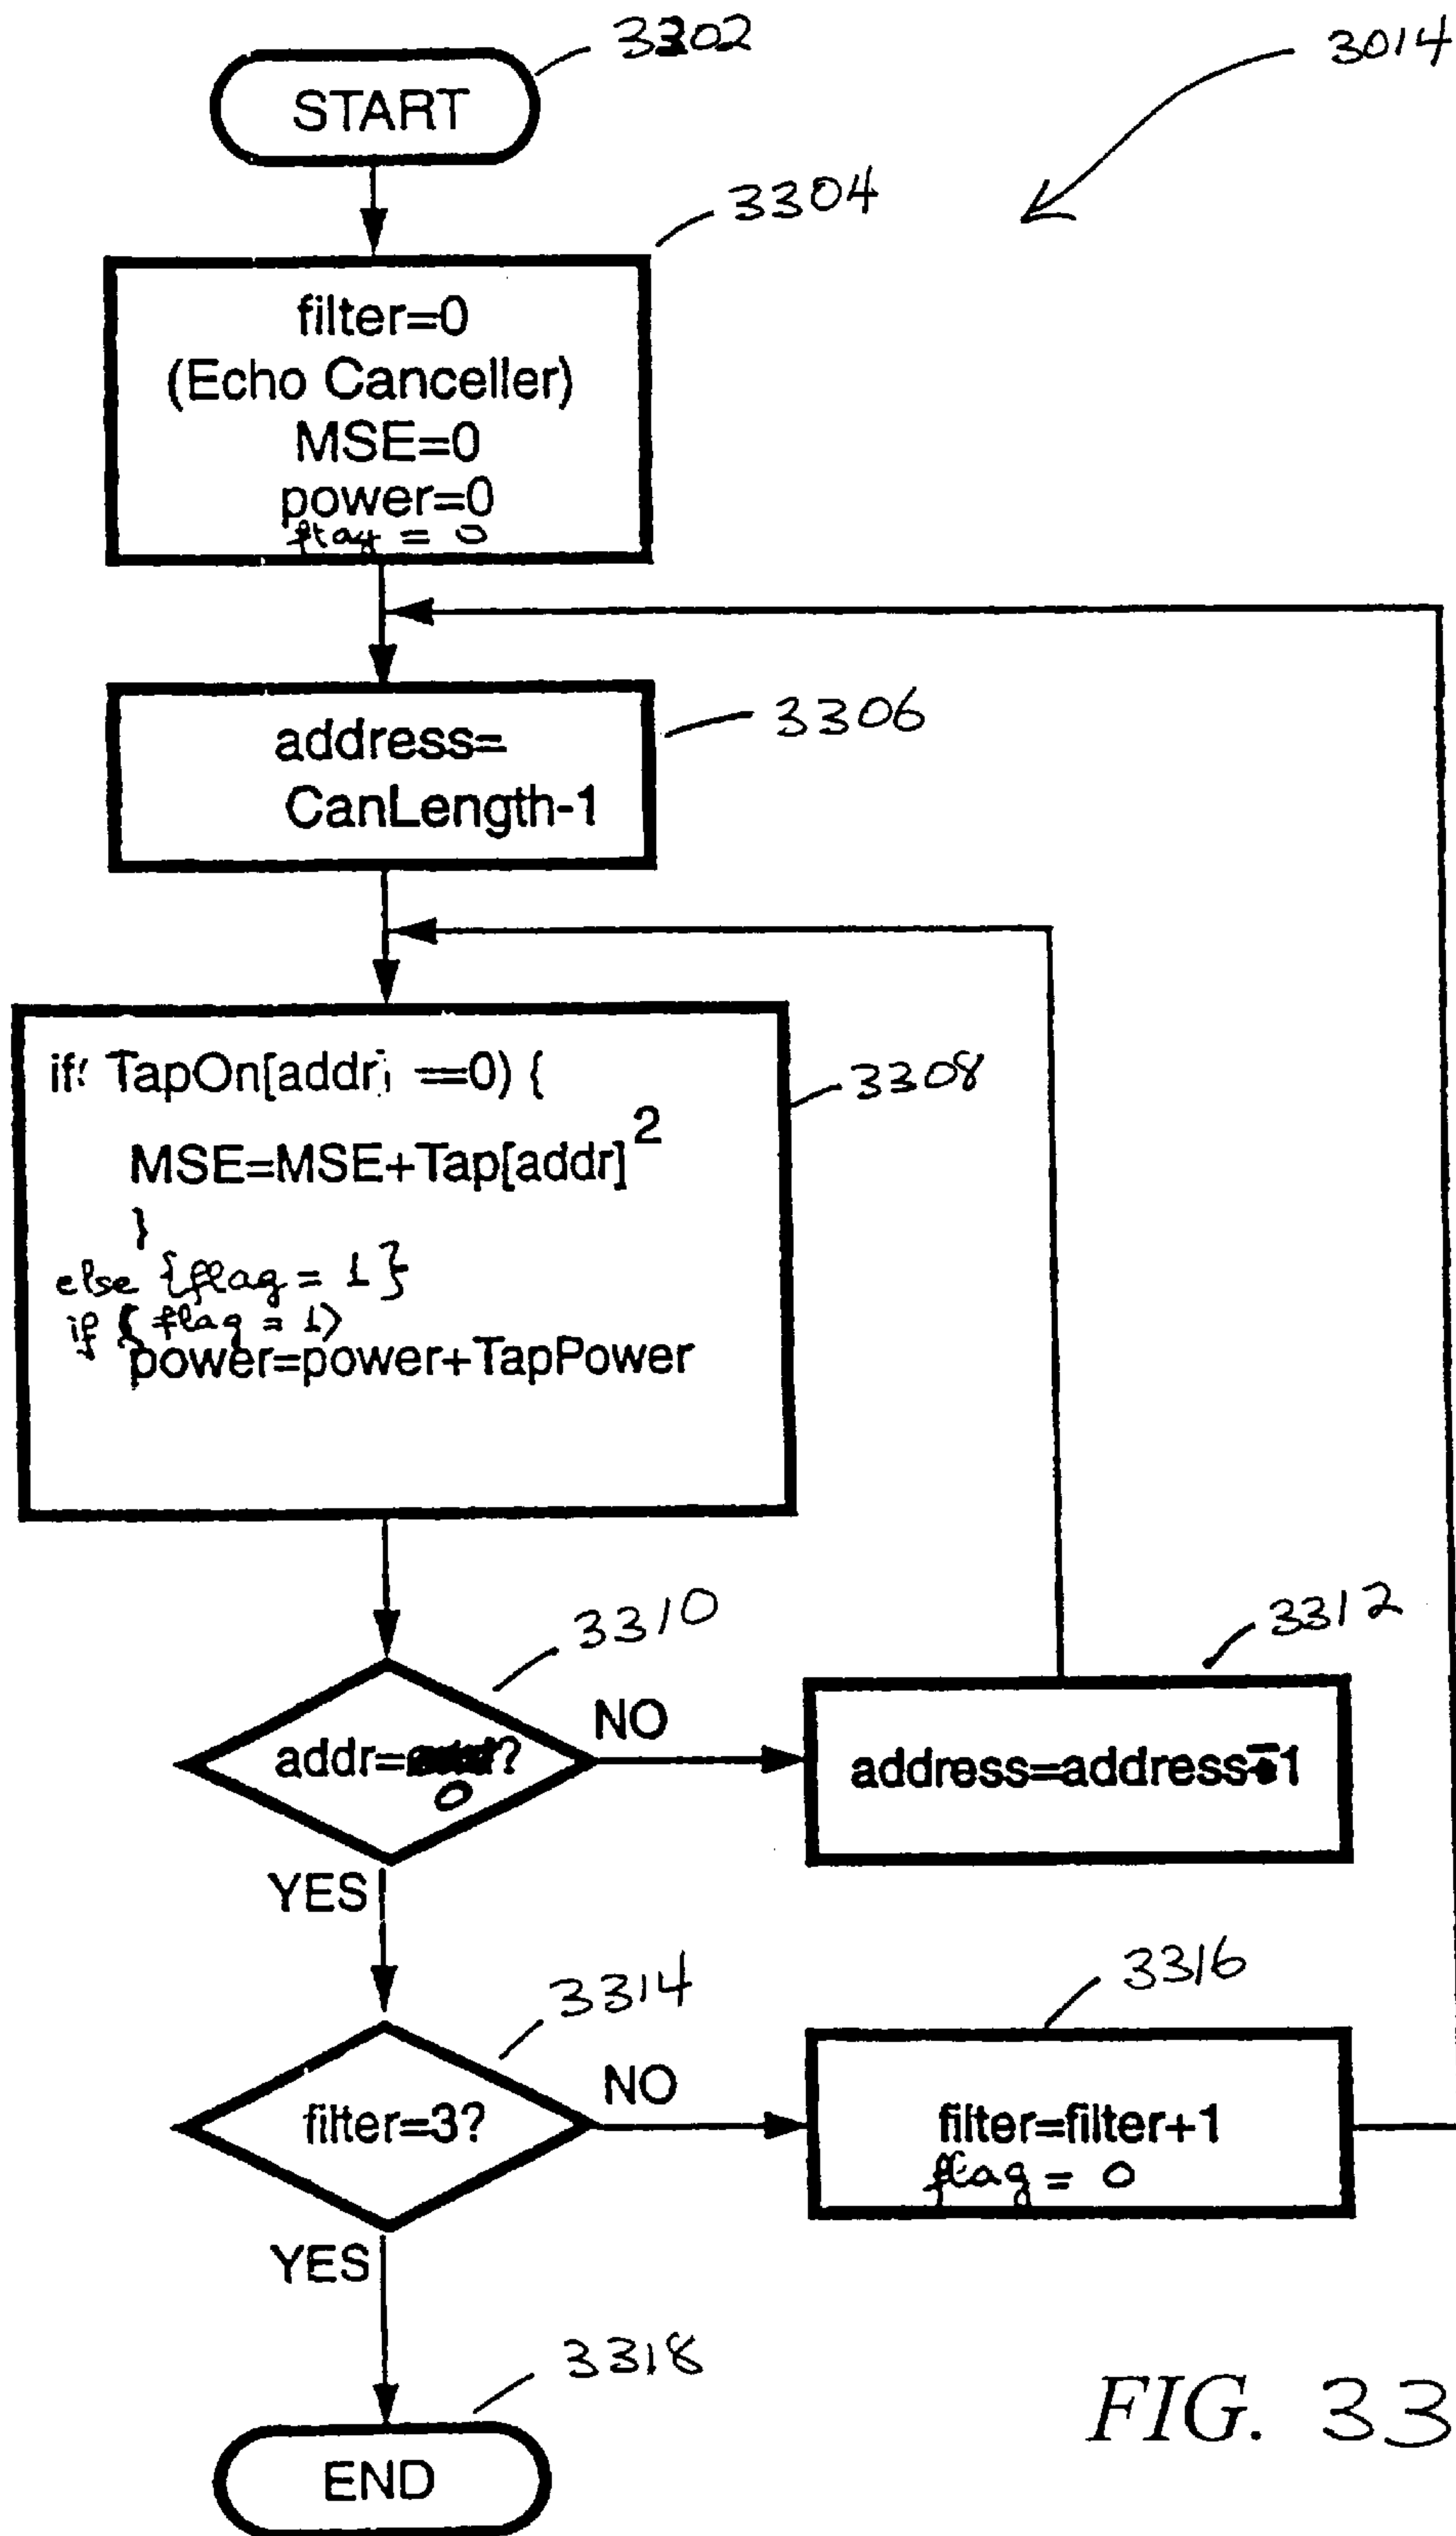 3302
3014
START
3304
filter=0
(Echo Canceller)
MSE=0
power=0
flag = 0
3306
address=
CanLength-1
if( TapOn[addr] ==0) {
3308
MSE=MSE+Tap[addr]²
}
else {flag = 1}
if (flag = 1)
power=power+TapPower
3310
3312
addr= ?
0
NO
address=address-1
YES
3314
3316
filter=3?
NO
filter=filter+1
flag = 0
YES
3318
END
FIG. 33